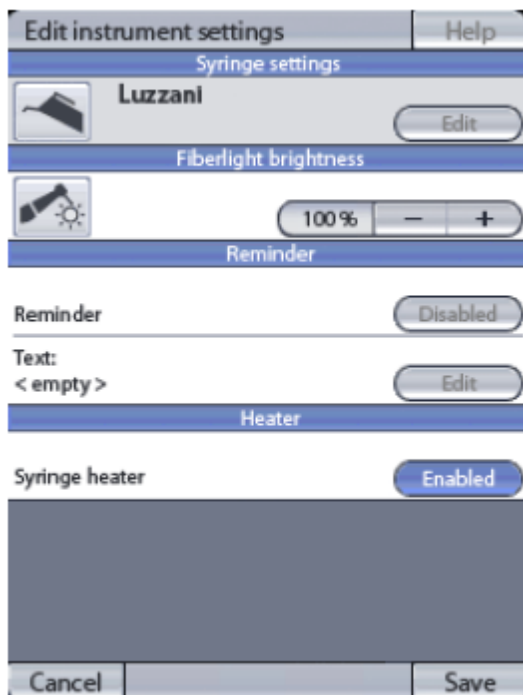 Edit instrument settings Help
Syringe settings
Luzzani
Edit
Fiberlight brightness
100% − +
Reminder
Reminder Disabled
Text:
< empty > Edit
Heater
Syringe heater Enabled
Cancel Save